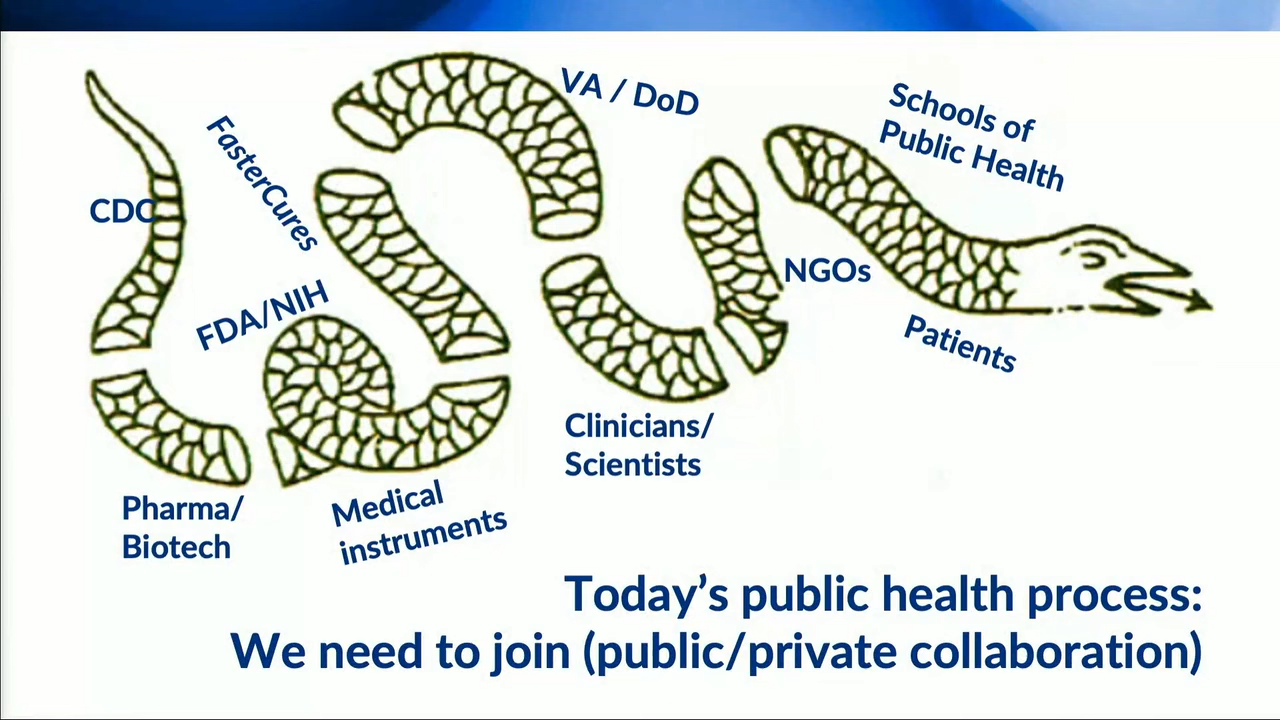 VA / DoD
Schools of
Public Health
FasterCures
CDC
NGOs
FDA/NIH
Patients
Clinicians/
Scientists
Pharma/
Biotech
Medical
instruments
Today’s public health process:
We need to join (public/private collaboration)